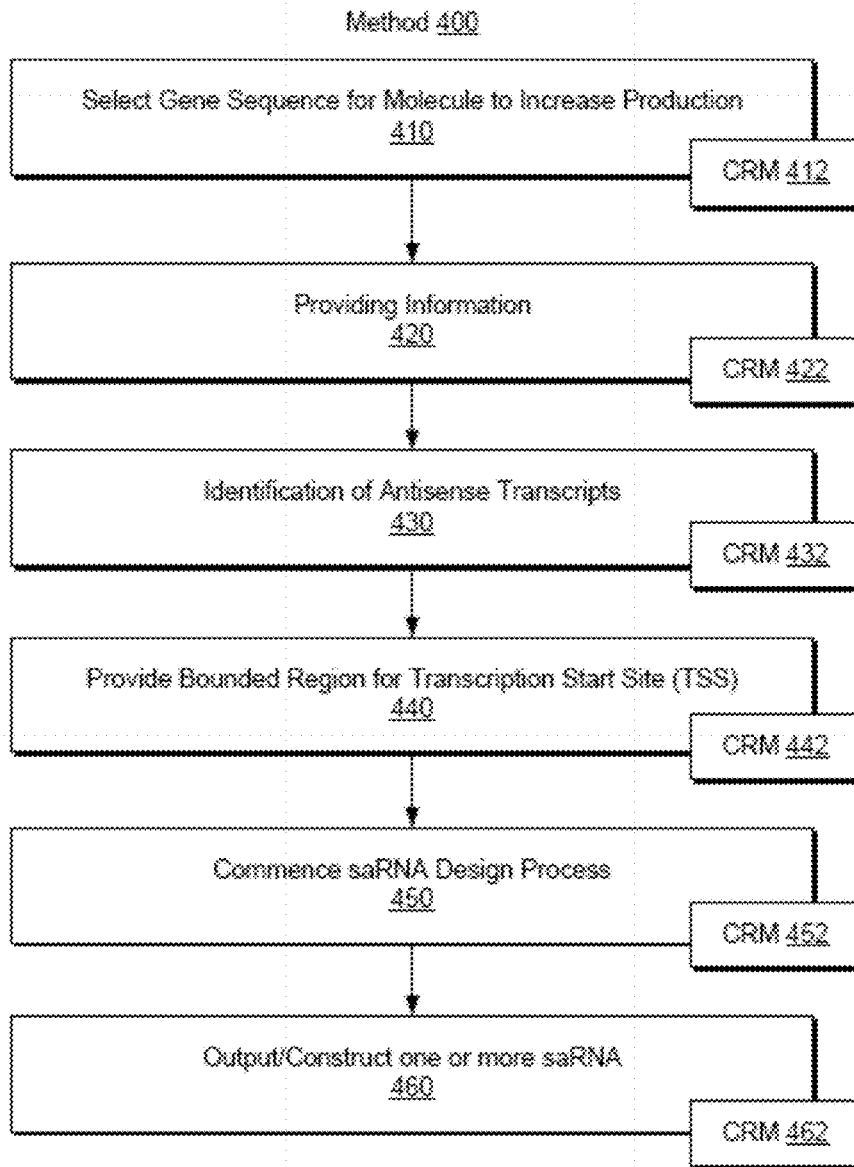 Method 400
Select Gene Sequence for Molecule to Increase Production
410
CRM 412
Providing Information
420
CRM 422
Identification of Antisense Transcripts
430
CRM 432
Provide Bounded Region for Transcription Start Site (TSS)
440
CRM 442
Commence saRNA Design Process
450
CRM 452
Output/Construct one or more saRNA
460
CRM 462